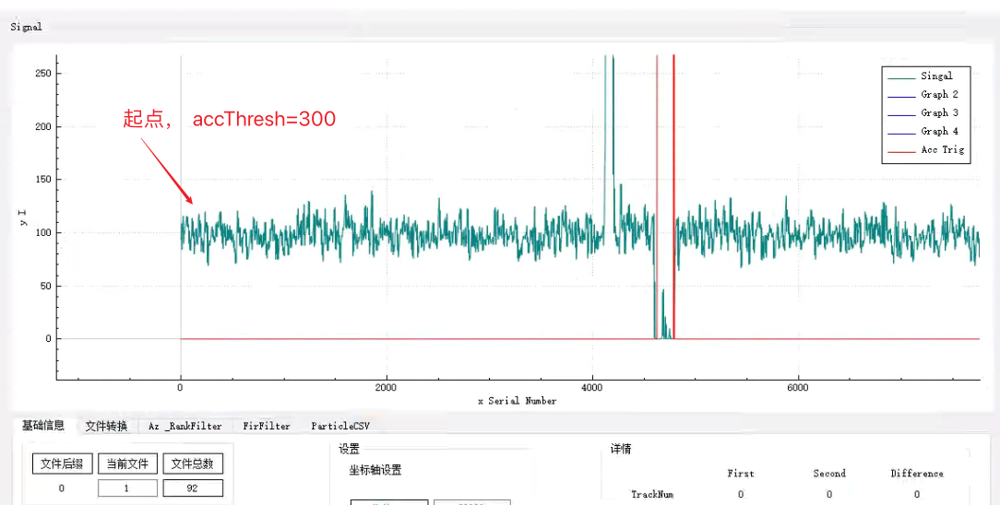 Signal
250
200
150
100
50
0
y I
起点， accThresh=300
Singal
Graph 2
Graph 3
Graph 4
Acc Trig
0
2000
4000
6000
x Serial Number
基础信息
文件转换
Az _RankFilter
FirFilter
ParticleCSV
文件后缀
当前文件
文件总数
0
1
92
设置
坐标轴设置
详情
First
Second
Difference
TrackNum
0
0
0